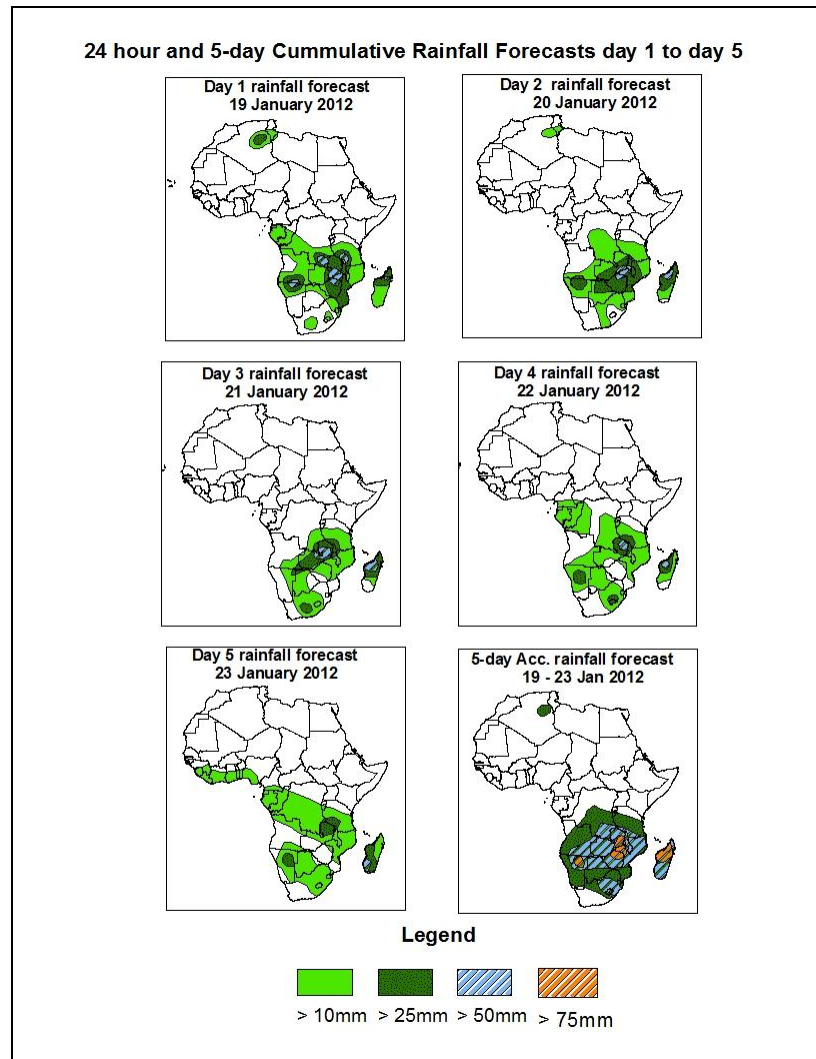 24 hour and 5-day Cummulative Rainfall Forecasts day 1 to day 5
Day 1 rainfall forecast
19 January 2012
Day 2 rainfall forecast
20 January 2012
Day 3 rainfall forecast
21 January 2012
Day 4 rainfall forecast
22 January 2012
Day 5 rainfall forecast
23 January 2012
5-day Acc. rainfall forecast
19 - 23 Jan 2012
Legend
> 10mm > 25mm > 50mm > 75mm